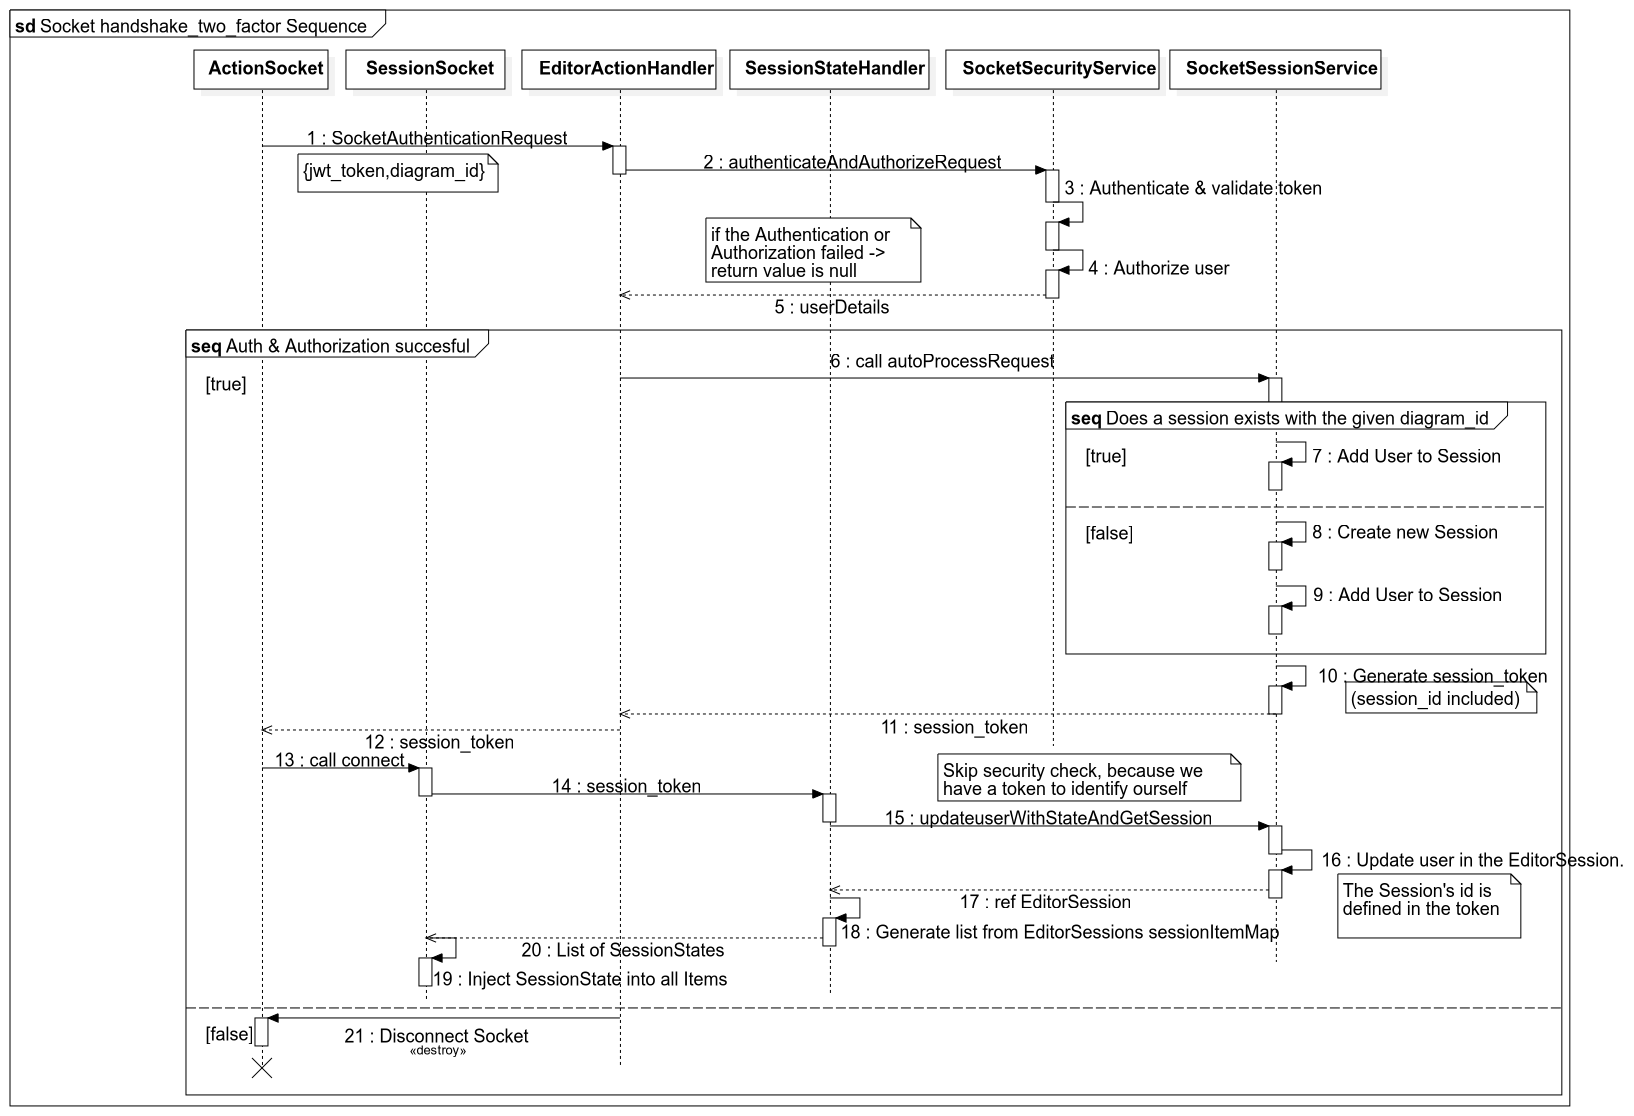 sd Socket handshake_two_factor Sequence
ActionSocket
SessionSocket
EditorActionHandler
SessionStateHandler
SocketSecurityService
SocketSessionService
1 : SocketAuthenticationRequest
{jwt_token,diagram_id}
2 : authenticateAndAuthorizeRequest
3 : Authenticate & validate token
if the Authentication or
Authorization failed ->
return value is null
4 : Authorize user
5 : userDetails
seq Auth & Authorization succesful
6 : call autoProcessRequest
[true]
seq Does a session exists with the given diagram_id
[true]
7 : Add User to Session
[false]
8 : Create new Session
9 : Add User to Session
10 : Generate session_token
(session_id included)
11 : session_token
12 : session_token
13 : call connect
Skip security check, because we
have a token to identify ourself
14 : session_token
15 : updateuserWithStateAndGetSession
16 : Update user in the EditorSession.
The Session's id is
defined in the token
17 : ref EditorSession
18 : Generate list from EditorSessions sessionItemMap
20 : List of SessionStates
19 : Inject SessionState into all Items
[false]
21 : Disconnect Socket
«destroy»